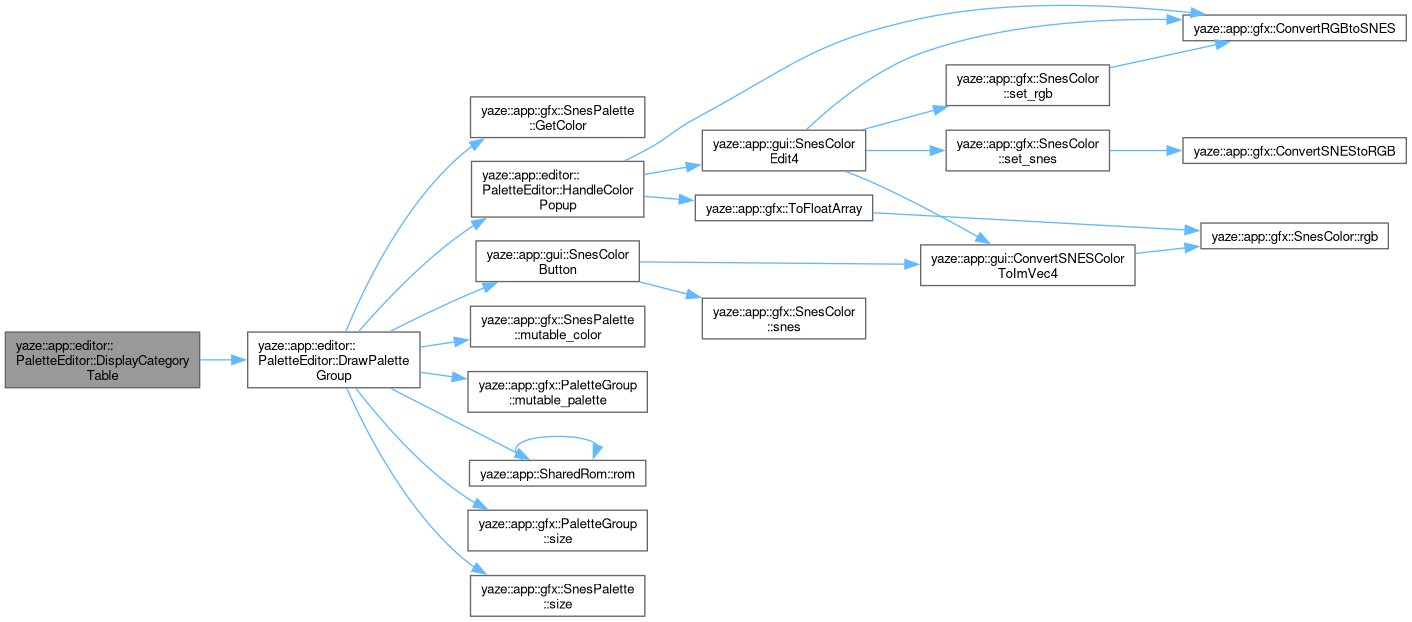 yaze::app::editor::
PaletteEditor::DisplayCategory
Table
yaze::app::editor::
PaletteEditor::DrawPalette
Group
yaze::app::gfx::SnesPalette
::GetColor
yaze::app::editor::
PaletteEditor::HandleColor
Popup
yaze::app::gui::SnesColor
Button
yaze::app::gfx::SnesPalette
::mutable_color
yaze::app::gfx::PaletteGroup
::mutable_palette
yaze::app::SharedRom::rom
yaze::app::gfx::PaletteGroup
::size
yaze::app::gfx::SnesPalette
::size
yaze::app::gui::SnesColor
Edit4
yaze::app::gfx::ToFloatArray
yaze::app::gfx::SnesColor
::snes
yaze::app::gfx::SnesColor
::set_rgb
yaze::app::gfx::SnesColor
::set_snes
yaze::app::gui::ConvertSNESColor
ToImVec4
yaze::app::gfx::ConvertRGBtoSNES
yaze::app::gfx::ConvertSNEStoRGB
yaze::app::gfx::SnesColor::rgb